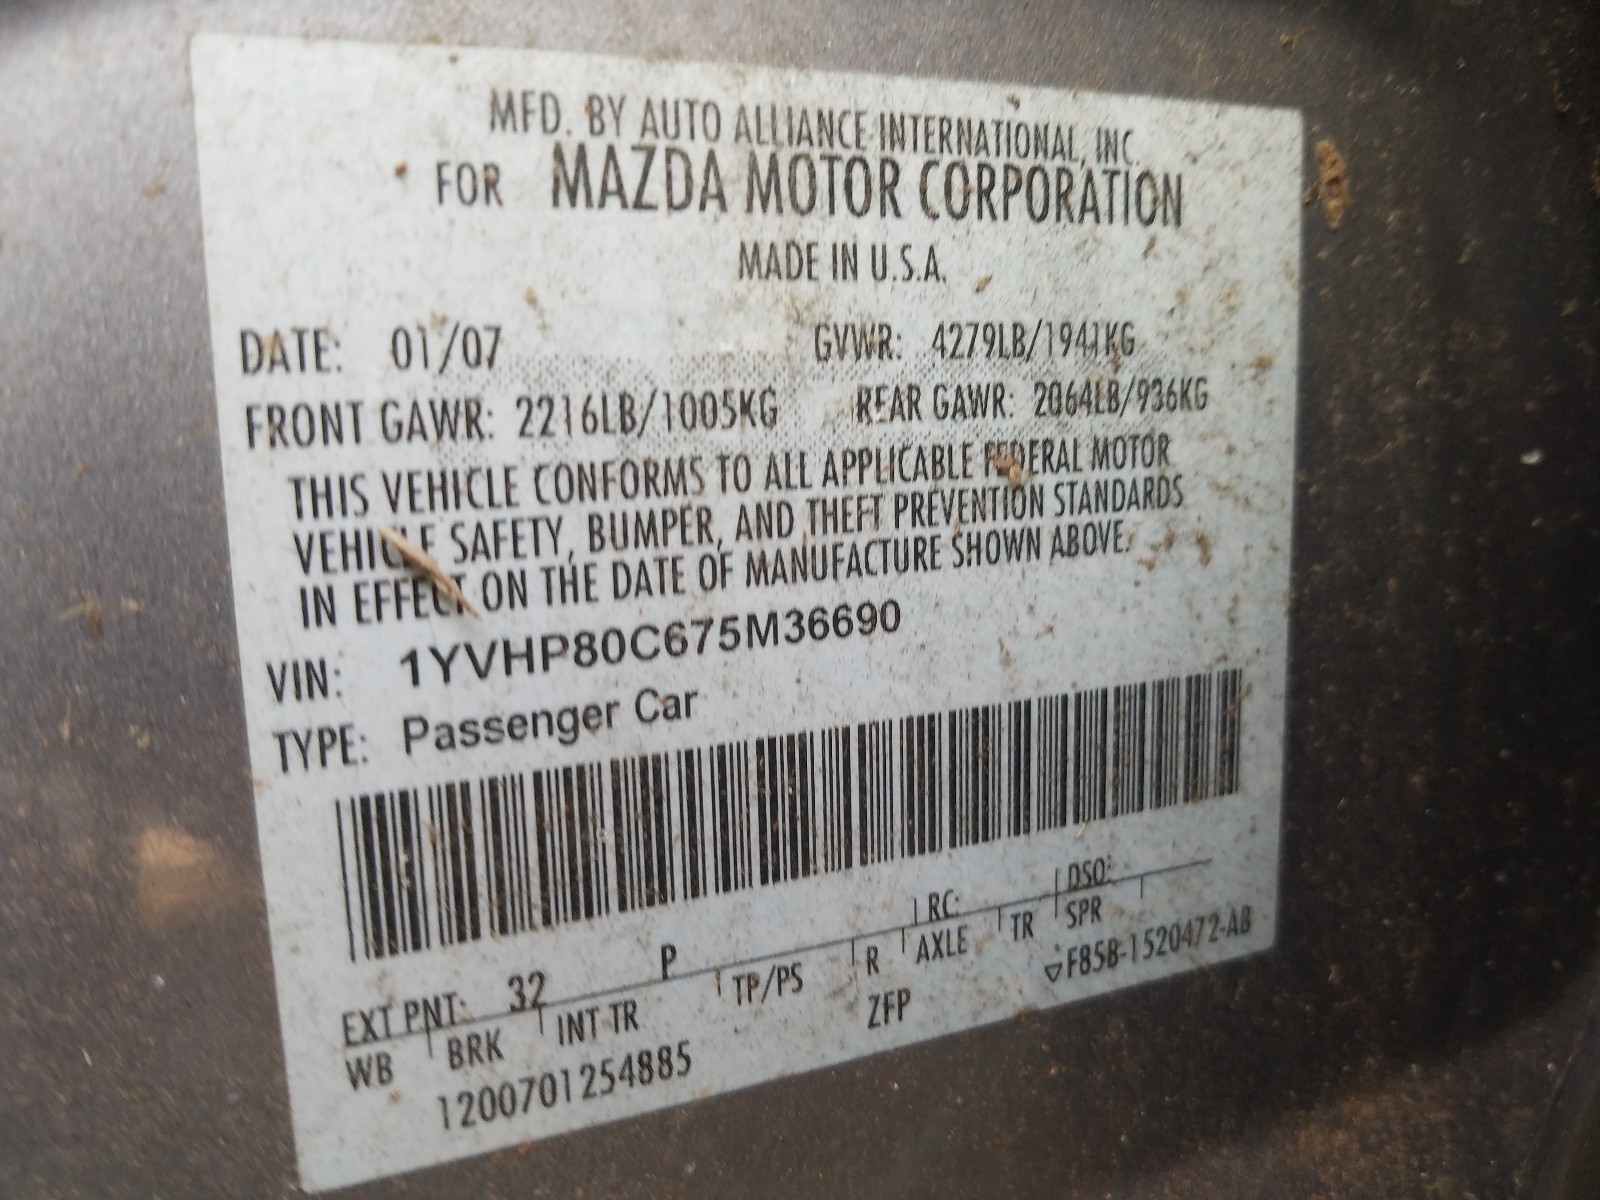 MFD. BY AUTO ALLIANCE INTERNATIONAL, INC.
FOR MAZDA MOTOR CORPORATION
MADE IN U.S.A.
DATE: 01/07 GVWR: 4279LB/1941KG
FRONT GAWR: 2216LB/1005KG REAR GAWR: 2064LB/936KG
THIS VEHICLE CONFORMS TO ALL APPLICABLE FEDERAL MOTOR
VEHICLE SAFETY, BUMPER, AND THEFT PREVENTION STANDARDS
IN EFFECT ON THE DATE OF MANUFACTURE SHOWN ABOVE.
VIN: 1YVHP80C675M36690
TYPE: Passenger Car
EXT PNT: 32 P RC: DSO:
WB BRK INT TR TP/PS R AXLE TR SPR
1200701254885 ZFP F85B-1520472-AB